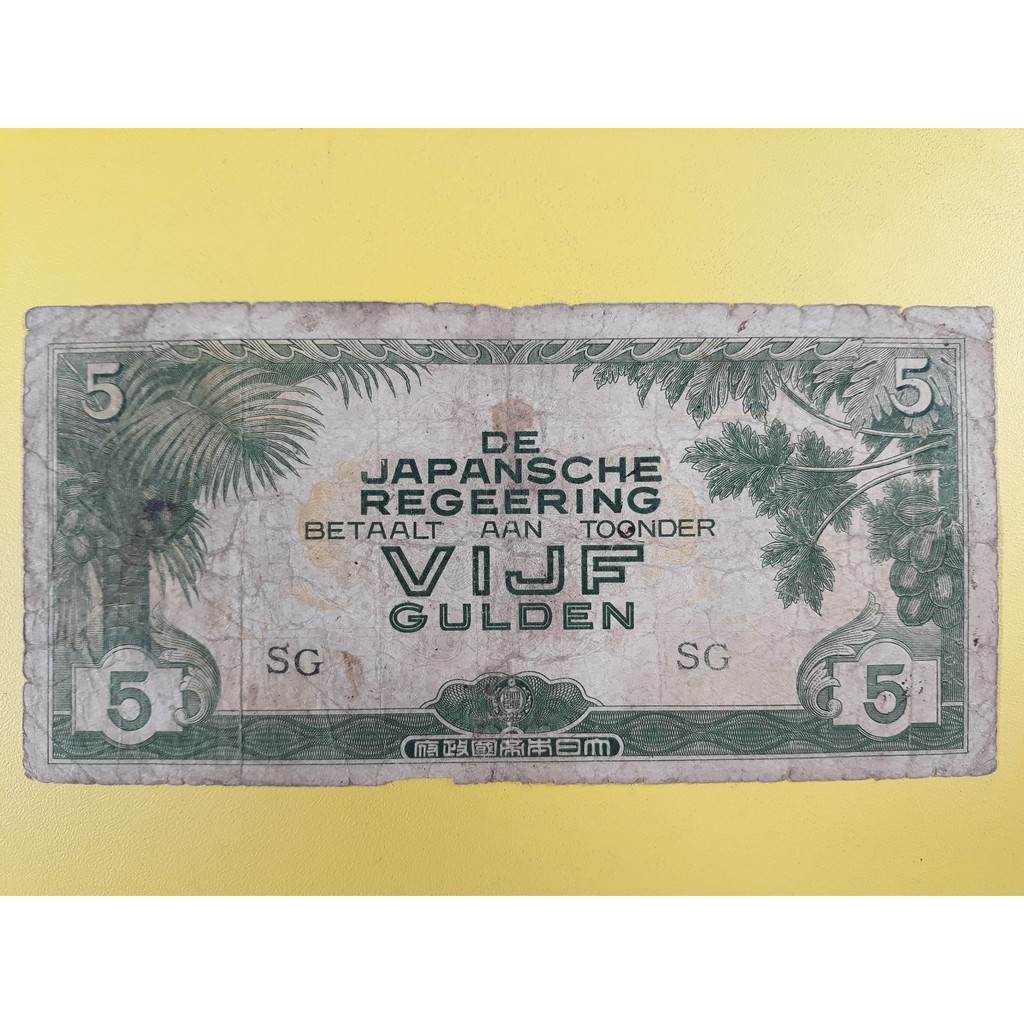 5 5
DE
JAPANSCHE
REGEERING
BETAALT AAN TOONDER
VIJF
GULDEN
SG SG
5 5
府政國帝本日大